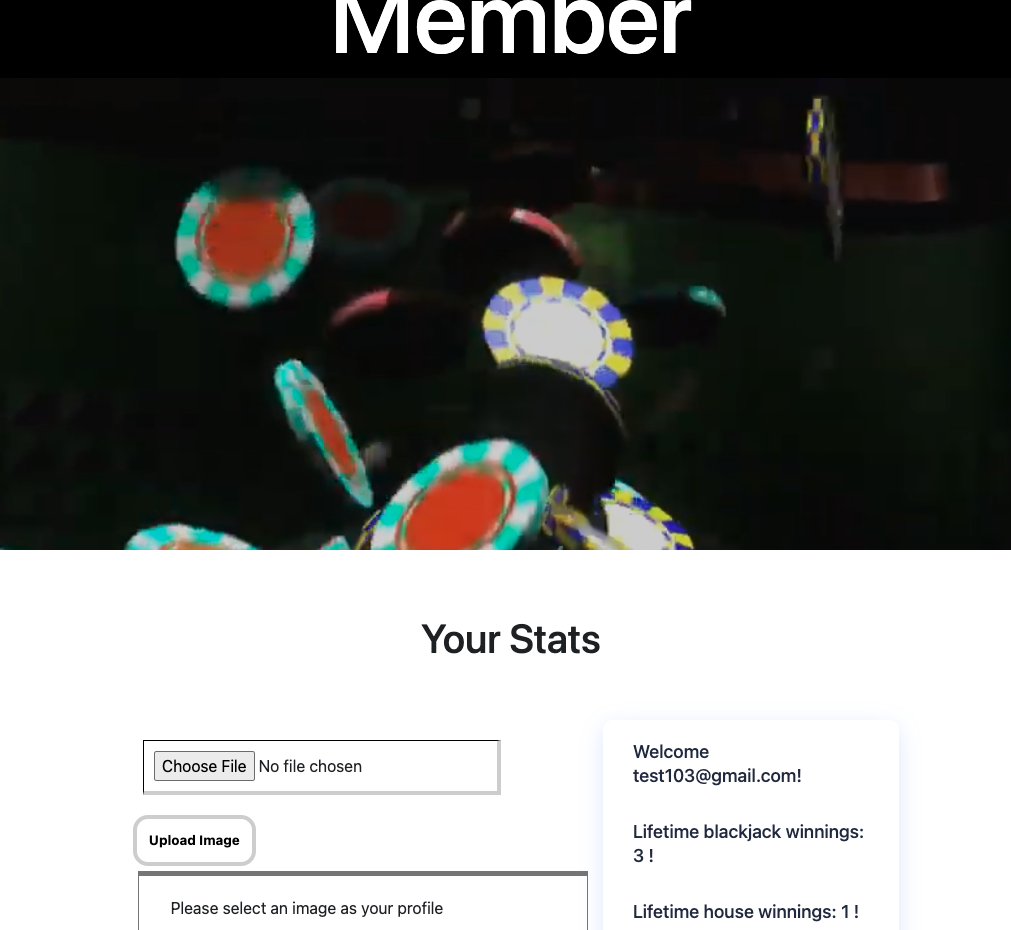 Member
Your Stats
Choose File No file chosen
Upload Image
Please select an image as your profile
Welcome
test103@gmail.com!
Lifetime blackjack winnings:
3 !
Lifetime house winnings: 1 !